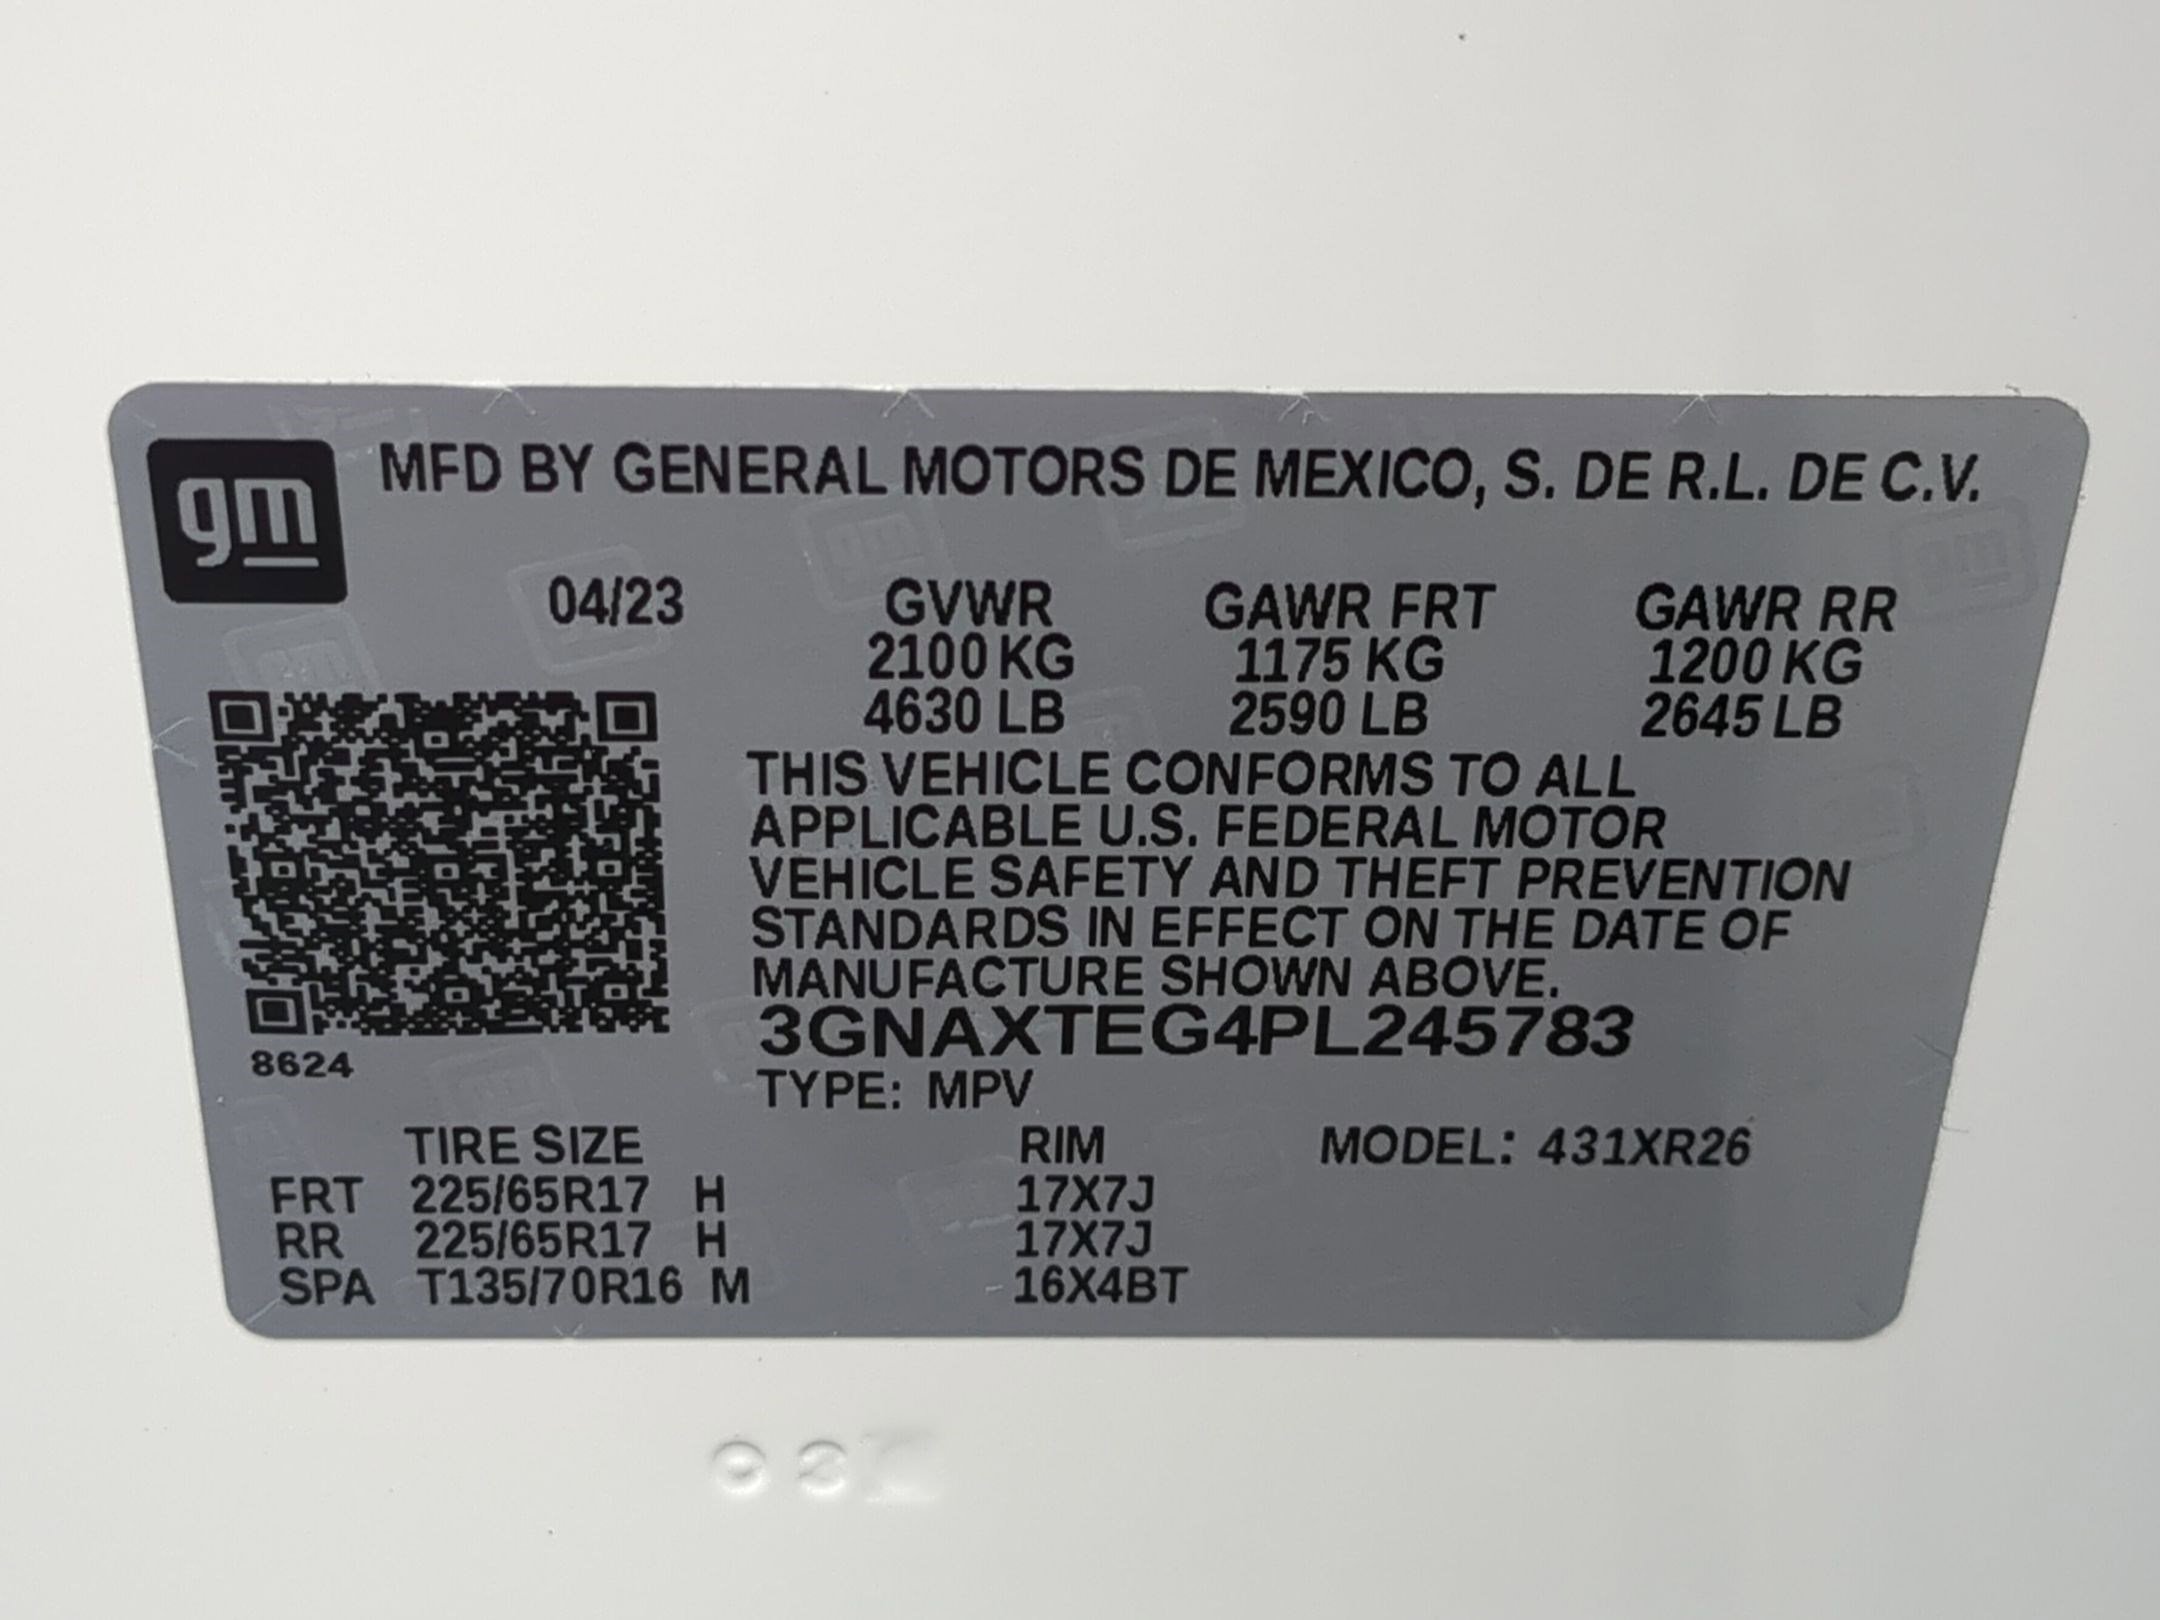 gm
MFD BY GENERAL MOTORS DE MEXICO, S. DE R.L. DE C.V.
04/23 GVWR GAWR FRT GAWR RR
2100 KG 1175 KG 1200 KG
4630 LB 2590 LB 2645 LB
THIS VEHICLE CONFORMS TO ALL
APPLICABLE U.S. FEDERAL MOTOR
VEHICLE SAFETY AND THEFT PREVENTION
STANDARDS IN EFFECT ON THE DATE OF
MANUFACTURE SHOWN ABOVE.
3GNAXTEG4PL245783
8624
TYPE: MPV
TIRE SIZE RIM MODEL: 431XR26
FRT 225/65R17 H 17X7J
RR 225/65R17 H 17X7J
SPA T135/70R16 M 16X4BT